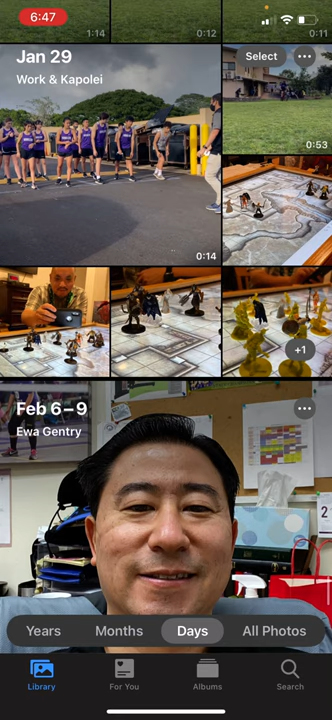 6:47
1:14
0:12
0:11
Jan 29
Work & Kapolei
Select
0:53
0:14
+1
Feb 6–9
Ewa Gentry
2
Years
Months
Days
All Photos
Library
For You
Albums
Search